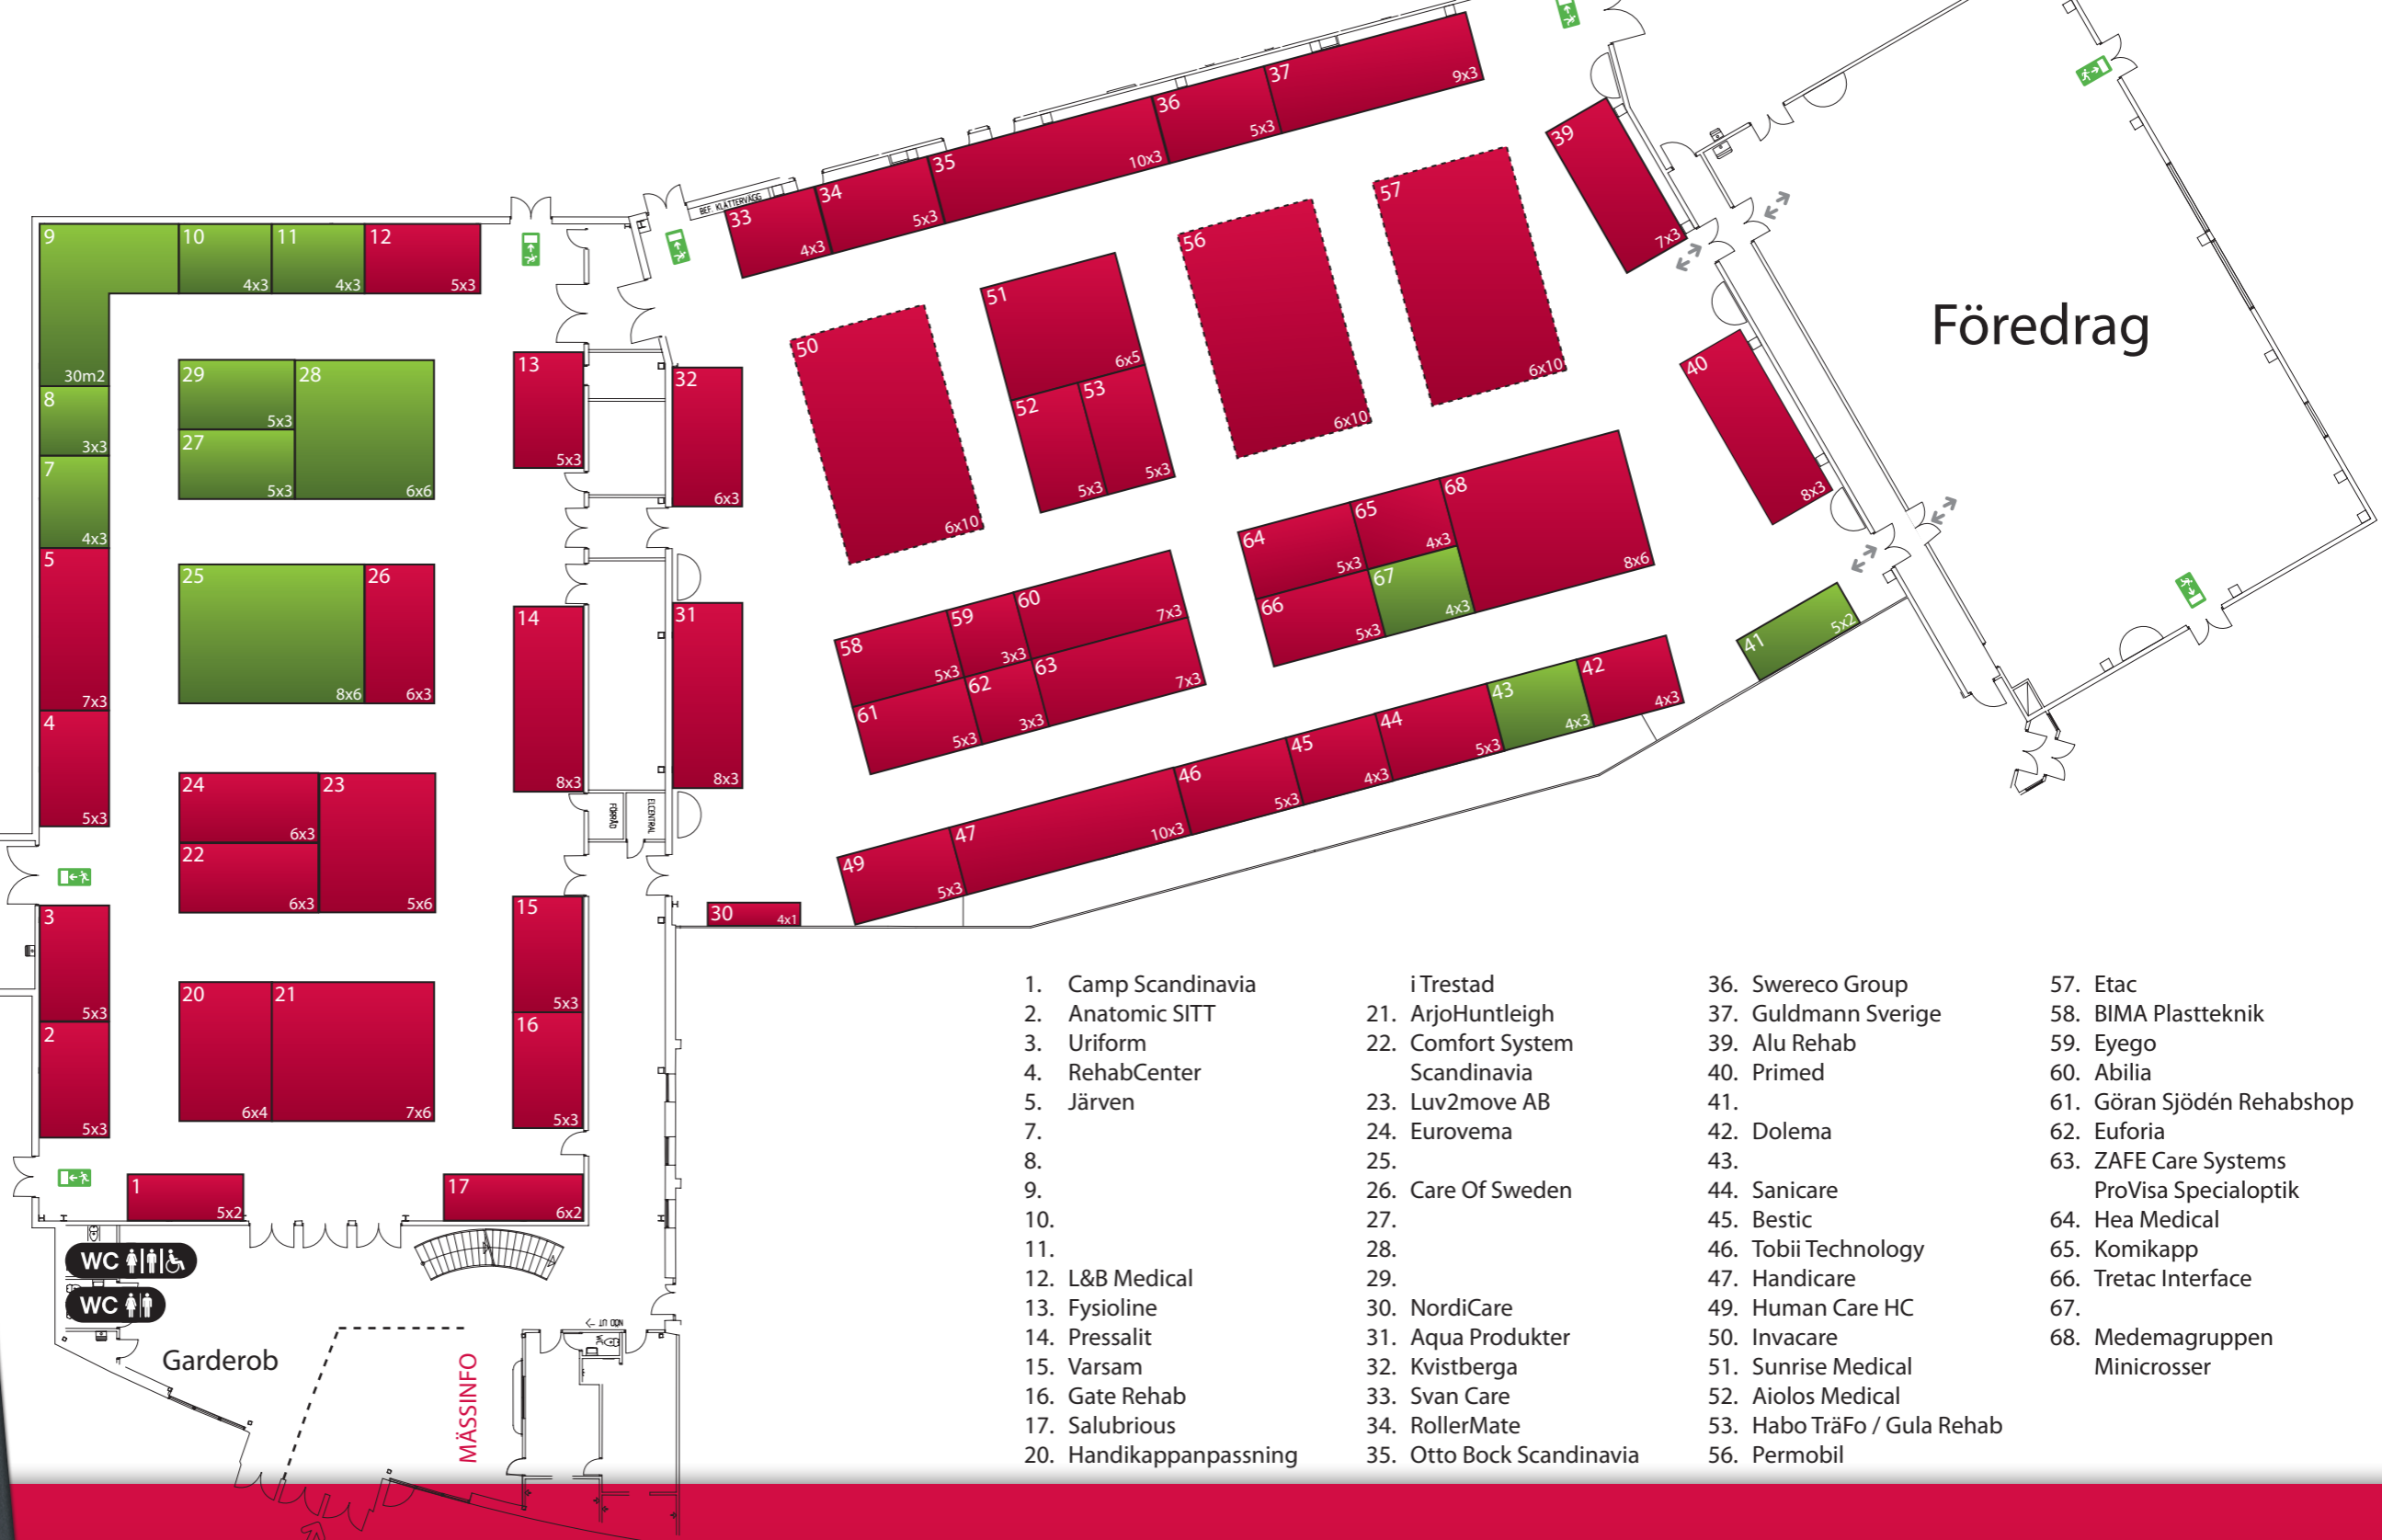 37
9x3
36
5x3
35
10x3
34
5x3
BEF. KLÄTTERVÄGG
33
4x3
39
7x3
57
6x10
56
6x10
51
6x5
52
5x3
53
5x3
50
6x10
40
8x3
Föredrag
9
30m2
10
4x3
11
4x3
12
5x3
8
3x3
7
4x3
29
5x3
28
6x6
27
5x3
13
5x3
32
6x3
5
7x3
4
5x3
25
8x6
26
6x3
14
8x3
31
8x3
64
5x3
65
4x3
68
8x6
66
5x3
67
4x3
58
5x3
59
3x3
60
7x3
61
5x3
62
3x3
63
7x3
41
5x2
42
4x3
43
4x3
44
5x3
45
4x3
46
5x3
47
10x3
49
5x3
30
4x1
24
6x3
23
5x6
22
6x3
FÖRRÅD
ELCENTRAL
3
5x3
2
5x3
15
5x3
16
5x3
20
6x4
21
7x6
1
5x2
17
6x2
WC
WC
Garderob
MÄSSINFO
NÖD UT ->
WC
1. Camp Scandinavia
2. Anatomic SITT
3. Uriform
4. RehabCenter
5. Järven
7.
8.
9.
10.
11.
12. L&B Medical
13. Fysioline
14. Pressalit
15. Varsam
16. Gate Rehab
17. Salubrious
20. Handikappanpassning
i Trestad
21. ArjoHuntleigh
22. Comfort System
Scandinavia
23. Luv2move AB
24. Eurovema
25.
26. Care Of Sweden
27.
28.
29.
30. NordiCare
31. Aqua Produkter
32. Kvistberga
33. Svan Care
34. RollerMate
35. Otto Bock Scandinavia
36. Swereco Group
37. Guldmann Sverige
39. Alu Rehab
40. Primed
41.
42. Dolema
43.
44. Sanicare
45. Bestic
46. Tobii Technology
47. Handicare
49. Human Care HC
50. Invacare
51. Sunrise Medical
52. Aiolos Medical
53. Habo TräFo / Gula Rehab
56. Permobil
57. Etac
58. BIMA Plastteknik
59. Eyego
60. Abilia
61. Göran Sjödén Rehabshop
62. Euforia
63. ZAFE Care Systems
ProVisa Specialoptik
64. Hea Medical
65. Komikapp
66. Tretac Interface
67.
68. Medemagruppen
Minicrosser